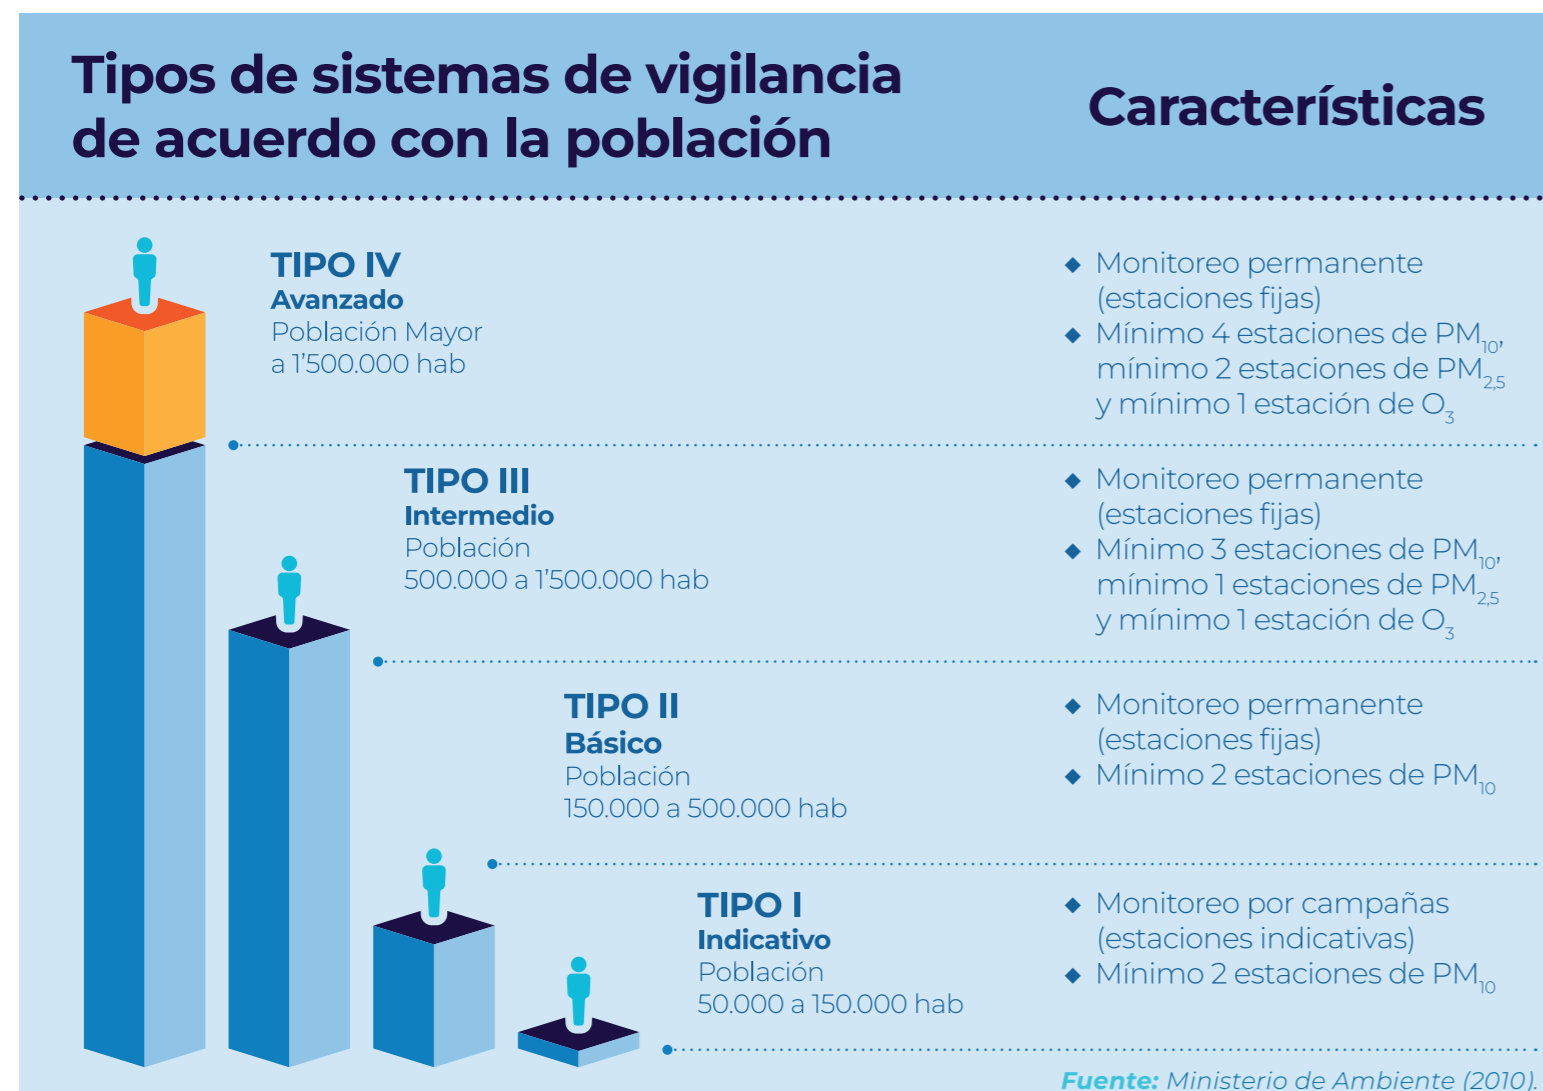 Tipos de sistemas de vigilancia
de acuerdo con la población
Características
TIPO IV
Avanzado
Población Mayor
a 1'500.000 hab
◆ Monitoreo permanente
(estaciones fijas)
◆ Mínimo 4 estaciones de PM₁₀,
mínimo 2 estaciones de PM₂,₅
y mínimo 1 estación de O₃
TIPO III
Intermedio
Población
500.000 a 1'500.000 hab
◆ Monitoreo permanente
(estaciones fijas)
◆ Mínimo 3 estaciones de PM₁₀,
mínimo 1 estaciones de PM₂,₅
y mínimo 1 estación de O₃
TIPO II
Básico
Población
150.000 a 500.000 hab
◆ Monitoreo permanente
(estaciones fijas)
◆ Mínimo 2 estaciones de PM₁₀
TIPO I
Indicativo
Población
50.000 a 150.000 hab
◆ Monitoreo por campañas
(estaciones indicativas)
◆ Mínimo 2 estaciones de PM₁₀
Fuente: Ministerio de Ambiente (2010).